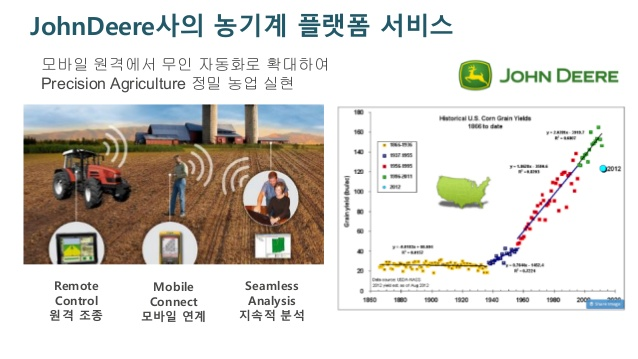 JohnDeere사의 농기계 플랫폼 서비스
모바일 원격에서 무인 자동화로 확대하여
Precision Agriculture 정밀 농업 실현
JOHN DEERE
Remote
Control
원격 조종
Mobile
Connect
모바일 연계
Seamless
Analysis
지속적 분석
Historical U.S. Corn Grain Yields
1866 to date
Grain yield (bu/ac)
180
160
140
120
100
80
60
40
20
0
1866-1936
1937-1955
1956-1995
1996-2011
2012
2012
Data source: USDA-NASS
2012 yield est. as of Aug 2012
1860
1880
1900
1920
1940
1960
1980
2000
2020